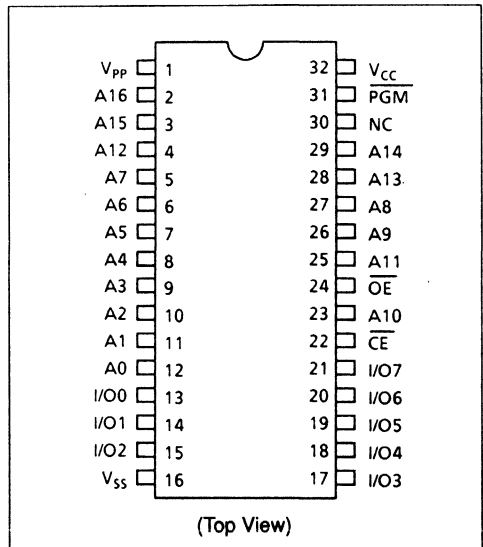 VPP 1 32 VCC
A16 2 31 PGM
A15 3 30 NC
A12 4 29 A14
A7 5 28 A13
A6 6 27 A8
A5 7 26 A9
A4 8 25 A11
A3 9 24 OE
A2 10 23 A10
A1 11 22 CE
A0 12 21 I/O7
I/O0 13 20 I/O6
I/O1 14 19 I/O5
I/O2 15 18 I/O4
VSS 16 17 I/O3
(Top View)